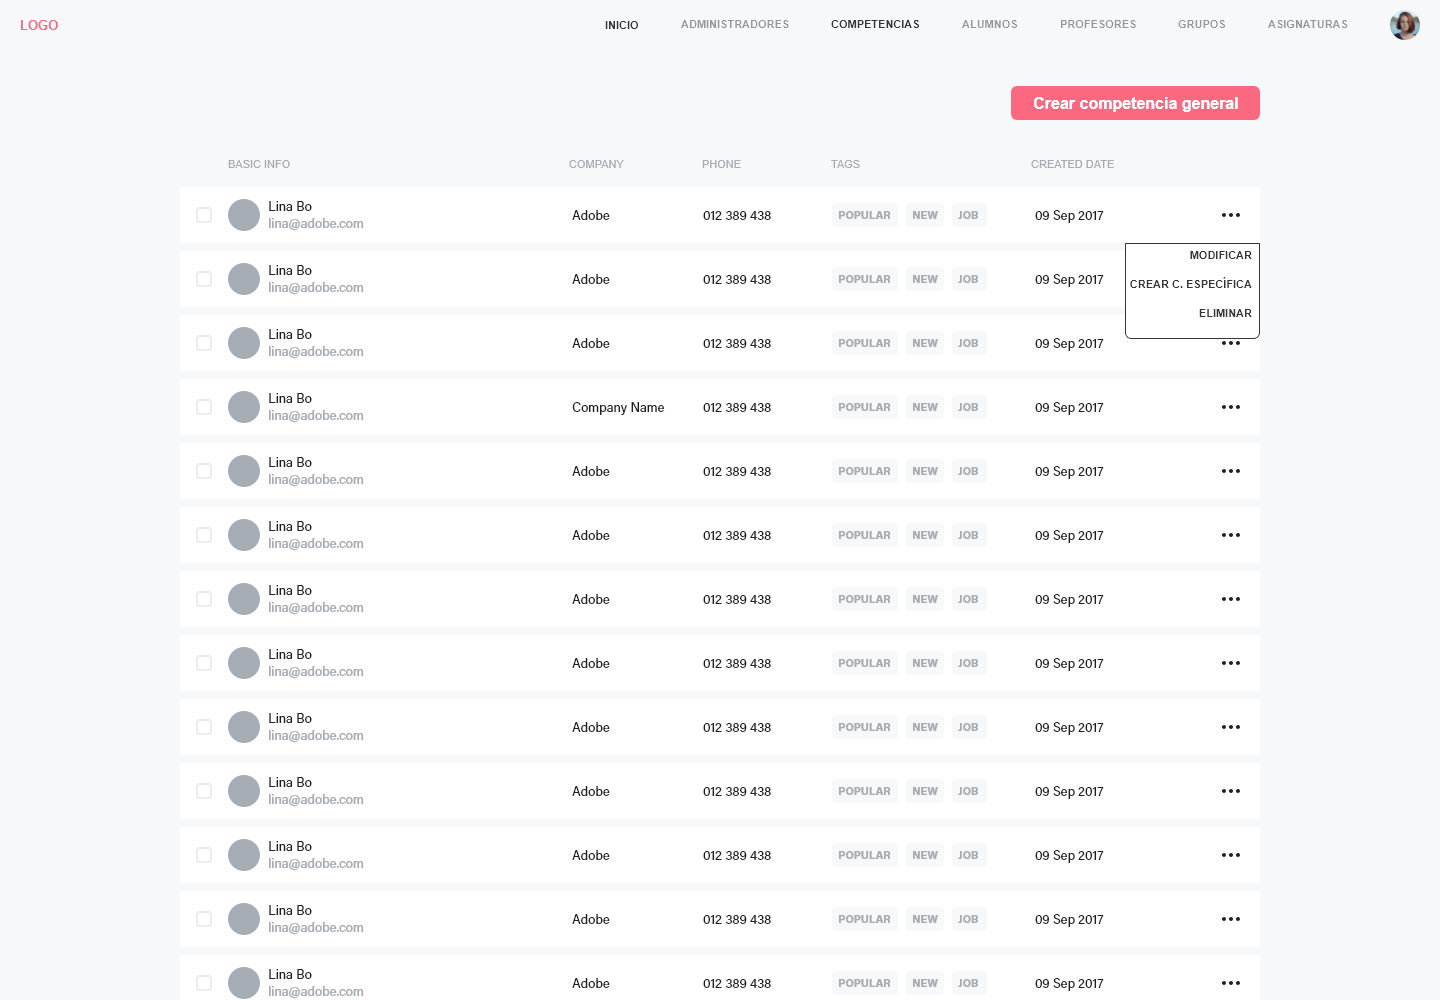 LOGO INICIO ADMINISTRADORES COMPETENCIAS ALUMNOS PROFESORES GRUPOS ASIGNATURAS
Crear competencia general
BASIC INFO COMPANY PHONE TAGS CREATED DATE
Lina Bo
lina@adobe.com
Adobe 012 389 438 POPULAR NEW JOB 09 Sep 2017
MODIFICAR
CREAR C. ESPECÍFICA
ELIMINAR
Lina Bo
lina@adobe.com
Adobe 012 389 438 POPULAR NEW JOB 09 Sep 2017
Lina Bo
lina@adobe.com
Adobe 012 389 438 POPULAR NEW JOB 09 Sep 2017
Lina Bo
lina@adobe.com
Company Name 012 389 438 POPULAR NEW JOB 09 Sep 2017
Lina Bo
lina@adobe.com
Adobe 012 389 438 POPULAR NEW JOB 09 Sep 2017
Lina Bo
lina@adobe.com
Adobe 012 389 438 POPULAR NEW JOB 09 Sep 2017
Lina Bo
lina@adobe.com
Adobe 012 389 438 POPULAR NEW JOB 09 Sep 2017
Lina Bo
lina@adobe.com
Adobe 012 389 438 POPULAR NEW JOB 09 Sep 2017
Lina Bo
lina@adobe.com
Adobe 012 389 438 POPULAR NEW JOB 09 Sep 2017
Lina Bo
lina@adobe.com
Adobe 012 389 438 POPULAR NEW JOB 09 Sep 2017
Lina Bo
lina@adobe.com
Adobe 012 389 438 POPULAR NEW JOB 09 Sep 2017
Lina Bo
lina@adobe.com
Adobe 012 389 438 POPULAR NEW JOB 09 Sep 2017
Lina Bo
lina@adobe.com
Adobe 012 389 438 POPULAR NEW JOB 09 Sep 2017